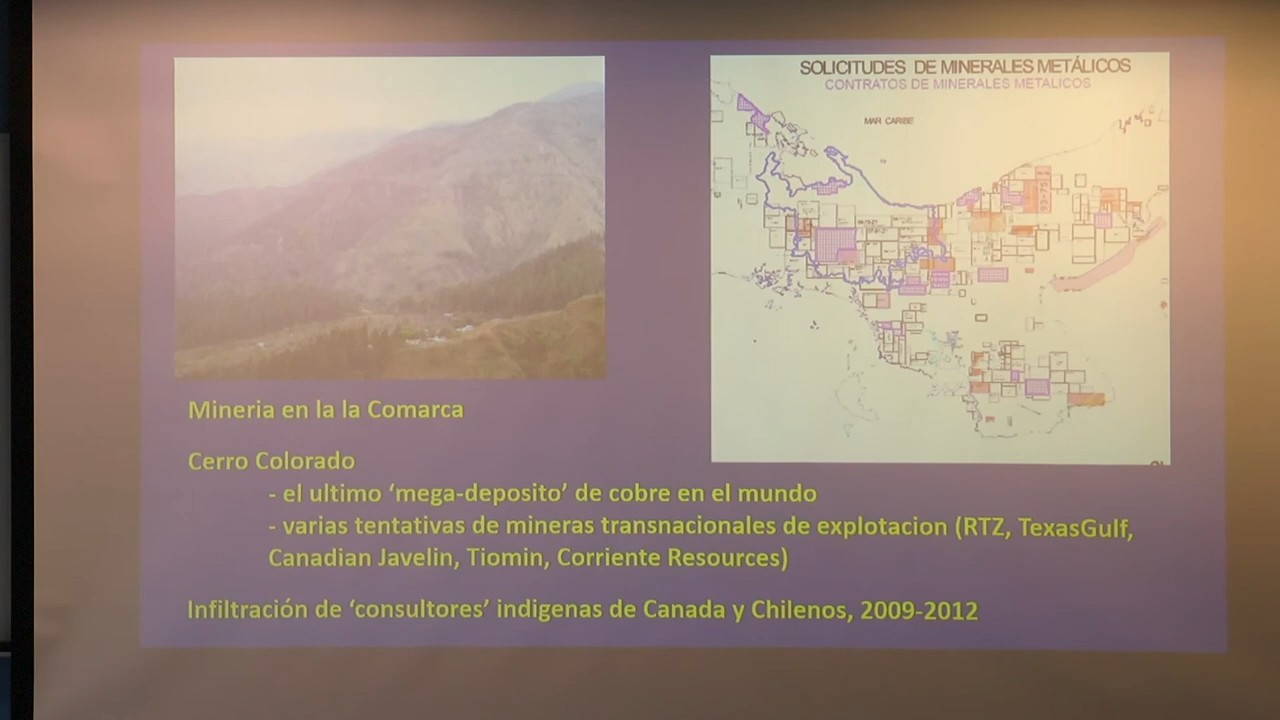 SOLICITUDES DE MINERALES METÁLICOS
CONTRATOS DE MINERALES METALICOS
MAR CARIBE
Mineria en la la Comarca
Cerro Colorado
- el ultimo ‘mega-deposito’ de cobre en el mundo
- varias tentativas de mineras transnacionales de explotacion (RTZ, TexasGulf,
Canadian Javelin, Tiomin, Corriente Resources)
Infiltración de ‘consultores’ indigenas de Canada y Chilenos, 2009-2012